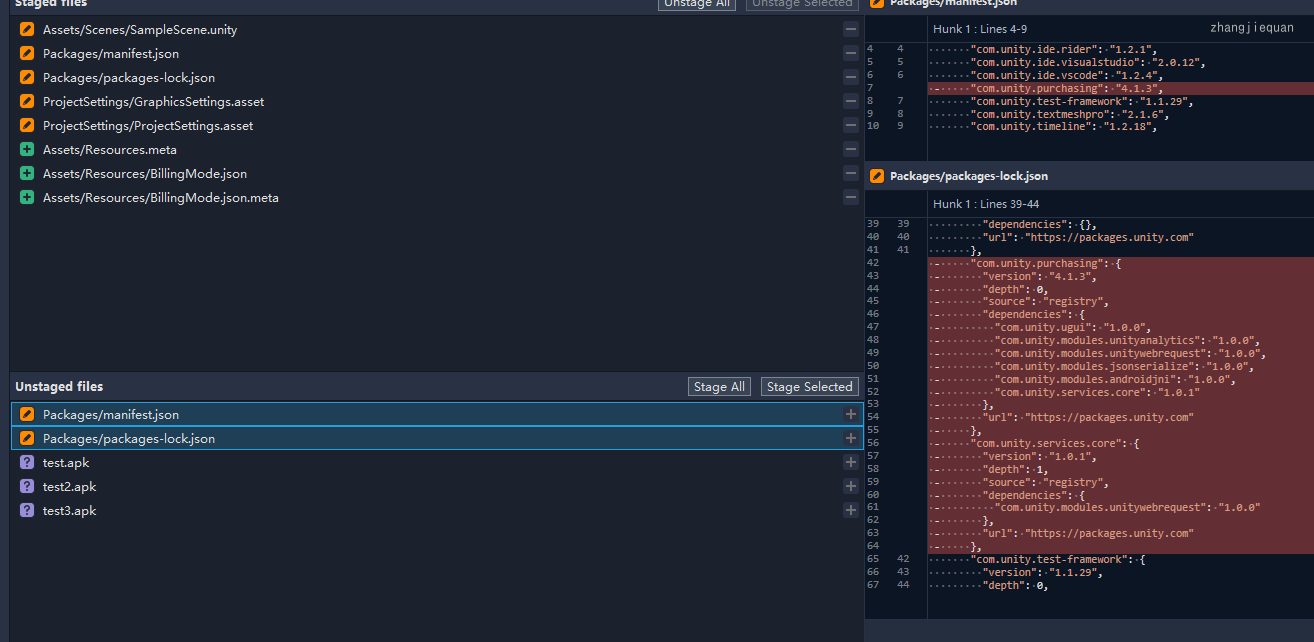 Staged files
Unstage All
Unstage Selected
Assets/Scenes/SampleScene.unity
Packages/manifest.json
Packages/packages-lock.json
ProjectSettings/GraphicsSettings.asset
ProjectSettings/ProjectSettings.asset
Assets/Resources.meta
Assets/Resources/BillingMode.json
Assets/Resources/BillingMode.json.meta
Unstaged files
Stage All
Stage Selected
Packages/manifest.json
Packages/packages-lock.json
test.apk
test2.apk
test3.apk
Packages/manifest.json
Hunk 1 : Lines 4-9
zhangjiequan
4 4 "com.unity.ide.rider": "1.2.1",
5 5 "com.unity.ide.visualstudio": "2.0.12",
6 6 "com.unity.ide.vscode": "1.2.4",
7 - "com.unity.purchasing": "4.1.3",
8 7 "com.unity.test-framework": "1.1.29",
9 8 "com.unity.textmeshpro": "2.1.6",
10 9 "com.unity.timeline": "1.2.18",
Packages/packages-lock.json
Hunk 1 : Lines 39-44
39 39 "dependencies": {},
40 40 "url": "https://packages.unity.com"
41 41 },
42 - "com.unity.purchasing": {
43 - "version": "4.1.3",
44 - "depth": 0,
45 - "source": "registry",
46 - "dependencies": {
47 - "com.unity.ugui": "1.0.0",
48 - "com.unity.modules.unityanalytics": "1.0.0",
49 - "com.unity.modules.unitywebrequest": "1.0.0",
50 - "com.unity.modules.jsonserialize": "1.0.0",
51 - "com.unity.modules.androidjni": "1.0.0",
52 - "com.unity.services.core": "1.0.1"
53 - },
54 - "url": "https://packages.unity.com"
55 - },
56 - "com.unity.services.core": {
57 - "version": "1.0.1",
58 - "depth": 1,
59 - "source": "registry",
60 - "dependencies": {
61 - "com.unity.modules.unitywebrequest": "1.0.0"
62 - },
63 - "url": "https://packages.unity.com"
64 - },
65 42 "com.unity.test-framework": {
66 43 "version": "1.1.29",
67 44 "depth": 0,